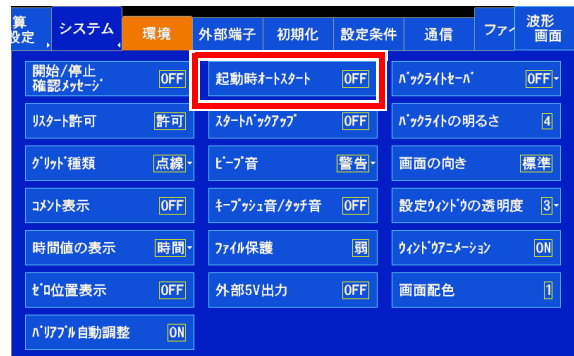 算
設定
システム
環境
外部端子
初期化
設定条件
通信
ファイ
波形
画面
開始/停止
確認ﾒｯｾｰｼﾞ
OFF
起動時ｵｰﾄｽﾀｰﾄ
OFF
ﾊﾞｯｸﾗｲﾄｾｰﾊﾞ
OFF
ﾘｽﾀｰﾄ許可
許可
ｽﾀｰﾄﾊﾞｯｸｱｯﾌﾟ
OFF
ﾊﾞｯｸﾗｲﾄの明るさ
4
ｸﾞﾘｯﾄﾞ種類
点線
ﾋﾞｰﾌﾟ音
警告
画面の向き
標準
ｺﾒﾝﾄ表示
OFF
ｷｰﾌﾟｯｼｭ音/ﾀｯﾁ音
OFF
設定ｳｨﾝﾄﾞｳの透明度
3
時間値の表示
時間
ﾌｧｲﾙ保護
弱
ｳｨﾝﾄﾞｳｱﾆﾒｰｼｮﾝ
ON
ｾﾞﾛ位置表示
OFF
外部5V出力
OFF
画面配色
1
ﾊﾞﾘｱﾌﾞﾙ自動調整
ON